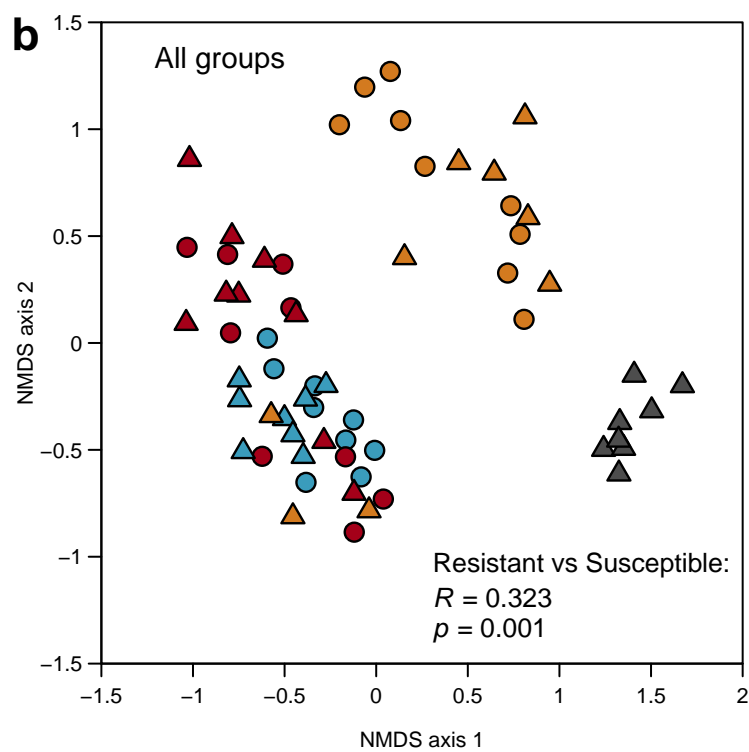 b
All groups
1.5
1
0.5
0
−0.5
−1
−1.5
NMDS axis 2
Resistant vs Susceptible:
R = 0.323
p = 0.001
−1.5 −1 −0.5 0 0.5 1 1.5 2
NMDS axis 1